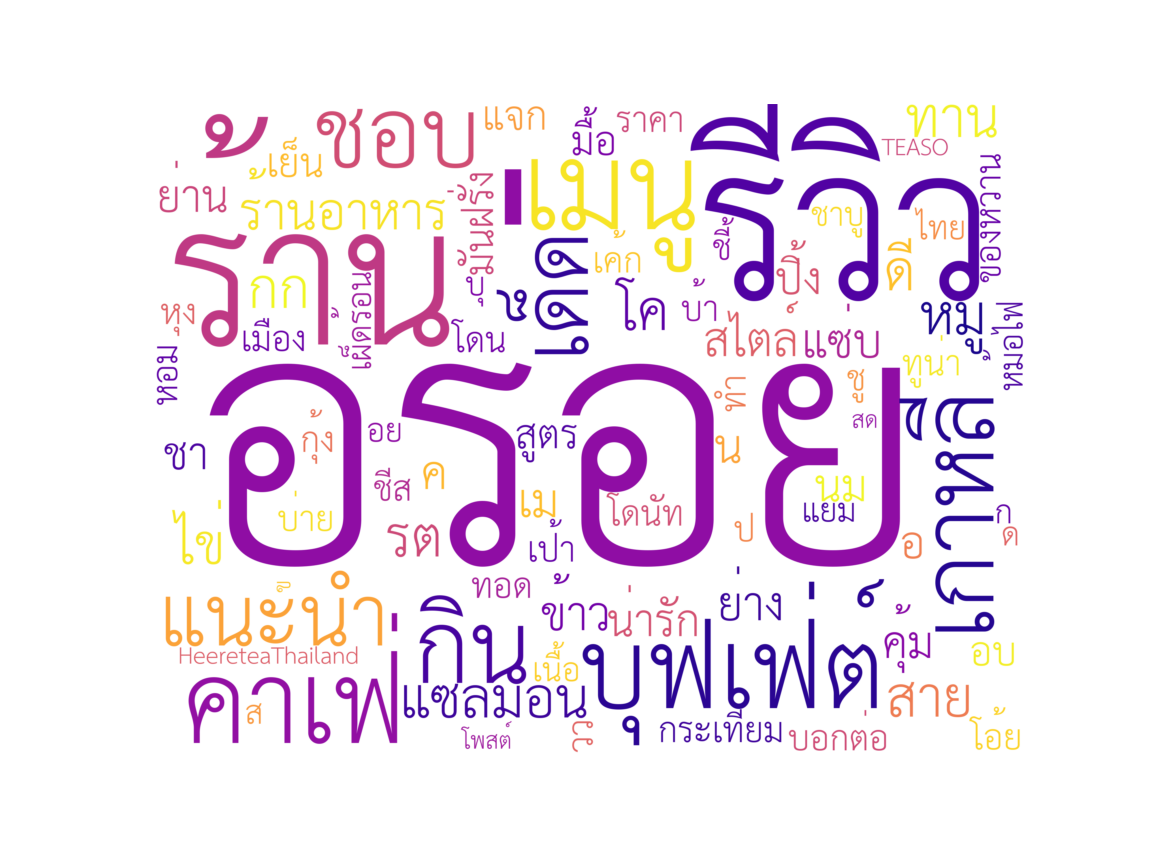 แจก
ราคา
ทาน
ชอบ
มื้อ
TEASO
รีวิว
เย็น
เมนู
ย่าน
ร้านอาหาร
มันฝรั่ง
ของหวาน
ชาบู
ไทย
ซี้
ร้าน
เด็ด
เค้ก
ปิ้ง
ดี
กก
บุ
โค
บ้า
หมู
หุง
เมือง
เผ็ดร้อน
โดน
สไตล์
แซ่บ
หม้อไฟ
หอม
ทูน่า
ทำ
ชู
อร่อย
สด
เกาหลี
กุ้ง
อย
สูตร
น
ชา
ชีส
ค
นม
ไข่
บ่าย
เม
โดนัท
แยม
ก
รต
เป้า
ป
อ
ด
แนะนำ
ทอด
ข้าว
น่ารัก
ย่าง
กิน
คุ้ม
HeereteaThailand
เนื้อ
บุฟเฟ่ต์
อบ
คาเฟ่
แซลมอน
สาย
ส
โพสต์
วว
กระเทียม
บอกต่อ
โอ้ย